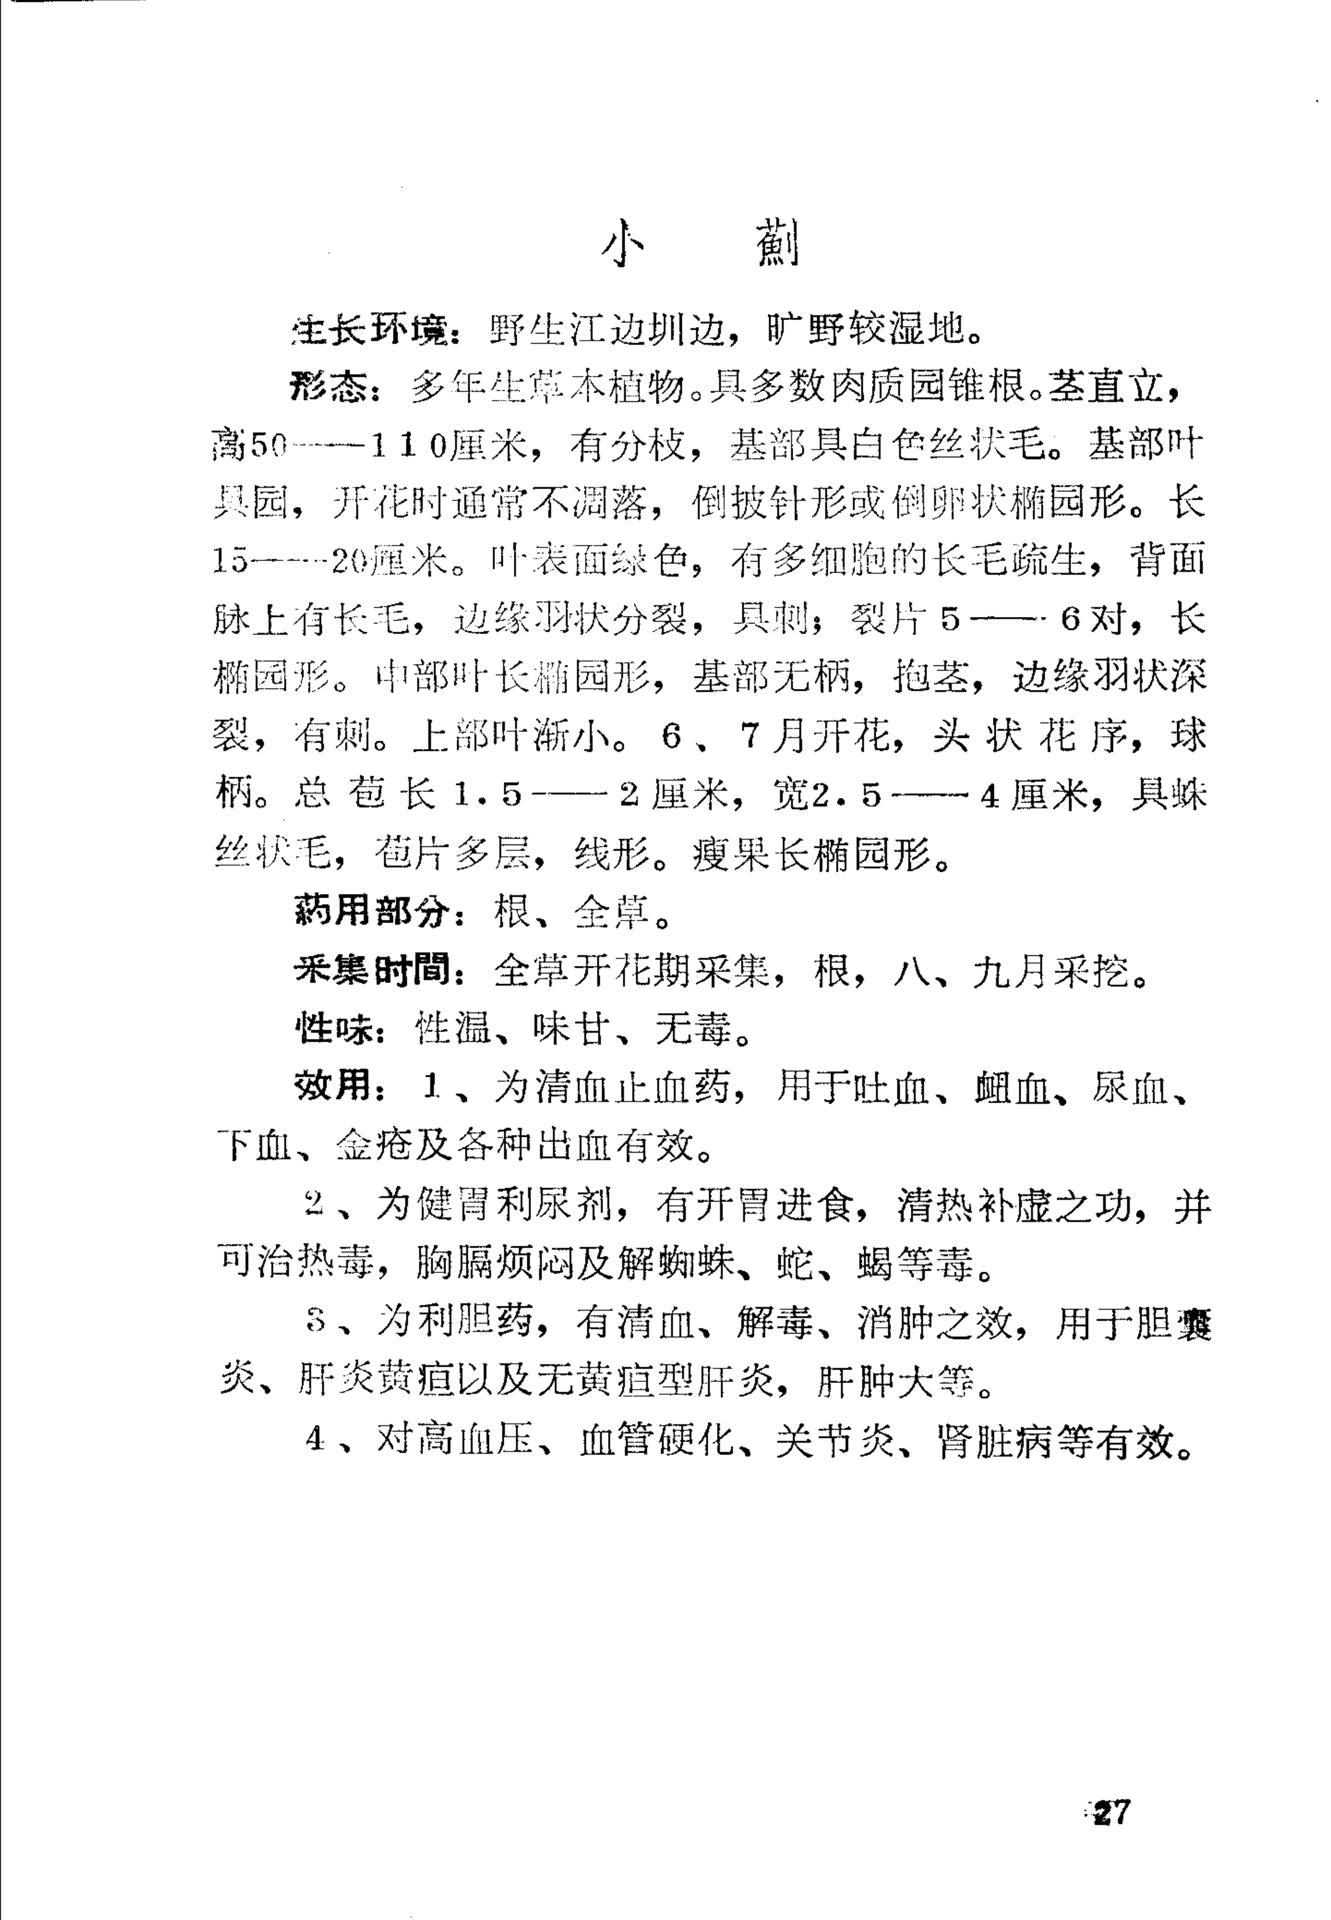 小 薊
生长环境：野生江边圳边，旷野较湿地。
形态：多年生草本植物。具多数肉质园锥根。茎直立，
高50——110厘米，有分枝，基部具白色丝状毛。基部叶
具园，开花时通常不凋落，倒披针形或倒卵状椭园形。长
15——20厘米。叶表面绿色，有多细胞的长毛疏生，背面
脉上有长毛，边缘羽状分裂，具刺；裂片5——6对，长
椭园形。中部叶长椭园形，基部无柄，抱茎，边缘羽状深
裂，有刺。上部叶渐小。6、7月开花，头状花序，球
柄。总苞长1.5——2厘米，宽2.5——4厘米，具蛛
丝状毛，苞片多层，线形。瘦果长椭园形。
药用部分：根、全草。
采集时間：全草开花期采集，根，八、九月采挖。
性味：性温、味甘、无毒。
效用：1、为清血止血药，用于吐血、衄血、尿血、
下血、金疮及各种出血有效。
2、为健胃利尿剂，有开胃进食，清热补虚之功，并
可治热毒，胸膈烦闷及解蜘蛛、蛇、蝎等毒。
3、为利胆药，有清血、解毒、消肿之效，用于胆囊
炎、肝炎黄疸以及无黄疸型肝炎，肝肿大等。
4、对高血压、血管硬化、关节炎、肾脏病等有效。
27